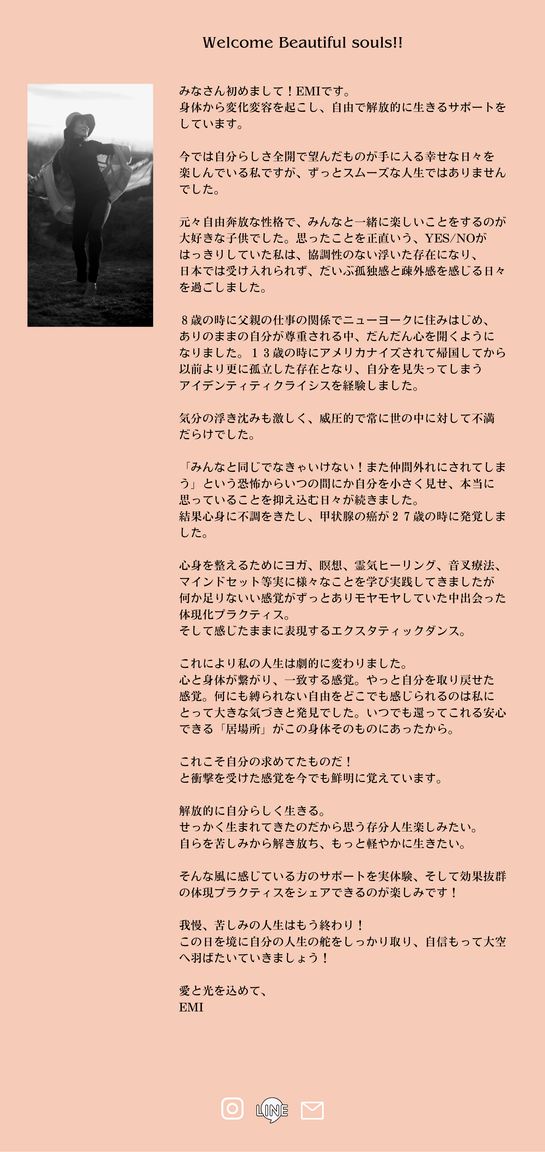 Welcome Beautiful souls!!
みなさん初めまして！EMIです。
身体から変化変容を起こし、自由で解放的に生きるサポートを
しています。
今では自分らしさ全開で望んだものが手に入る幸せな日々を
楽しんでいる私ですが、ずっとスムーズな人生ではありません
でした。
元々自由奔放な性格で、みんなと一緒に楽しいことをするのが
大好きな子供でした。思ったことを正直いう、YES/NOが
はっきりしていた私は、協調性のない浮いた存在になり、
日本では受け入れられず、だいぶ孤独感と疎外感を感じる日々
を過ごしました。
８歳の時に父親の仕事の関係でニューヨークに住みはじめ、
ありのままの自分が尊重される中、だんだん心を開くように
なりました。１３歳の時にアメリカナイズされて帰国してから
以前より更に孤立した存在となり、自分を見失ってしまう
アイデンティティクライシスを経験しました。
気分の浮き沈みも激しく、威圧的で常に世の中に対して不満
だらけでした。
「みんなと同じでなきゃいけない！また仲間外れにされてしま
う」という恐怖からいつの間にか自分を小さく見せ、本当に
思っていることを抑え込む日々が続きました。
結果心身に不調をきたし、甲状腺の癌が２７歳の時に発覚しま
した。
心身を整えるためにヨガ、瞑想、霊気ヒーリング、音叉療法、
マインドセット等実に様々なことを学び実践してきましたが
何か足りないい感覚がずっとありモヤモヤしていた中出会った
体現化プラクティス。
そして感じたままに表現するエクスタティックダンス。
これにより私の人生は劇的に変わりました。
心と身体が繋がり、一致する感覚。やっと自分を取り戻せた
感覚。何にも縛られない自由をどこでも感じられるのは私に
とって大きな気づきと発見でした。いつでも還ってこれる安心
できる「居場所」がこの身体そのものにあったから。
これこそ自分の求めてたものだ！
と衝撃を受けた感覚を今でも鮮明に覚えています。
解放的に自分らしく生きる。
せっかく生まれてきたのだから思う存分人生楽しみたい。
自らを苦しみから解き放ち、もっと軽やかに生きたい。
そんな風に感じている方のサポートを実体験、そして効果抜群
の体現プラクティスをシェアできるのが楽しみです！
我慢、苦しみの人生はもう終わり！
この日を境に自分の人生の舵をしっかり取り、自信もって大空
へ羽ばたいていきましょう！
愛と光を込めて、
EMI
LINE